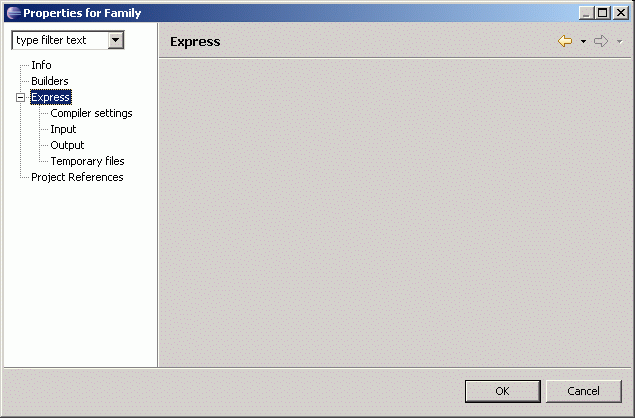 Properties for Family
type filter text
Express
Info
Builders
Express
Compiler settings
Input
Output
Temporary files
Project References
OK
Cancel